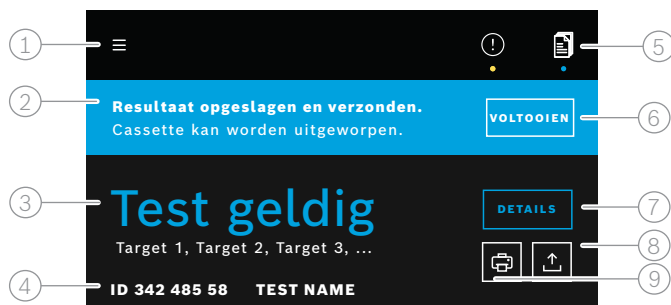 1
5
2
Resultaat opgeslagen en verzonden.
Cassette kan worden uitgeworpen.
VOLTOOIEN
6
3
Test geldig
DETAILS
7
Target 1, Target 2, Target 3, ...
8
4
ID 342 485 58 TEST NAME
9